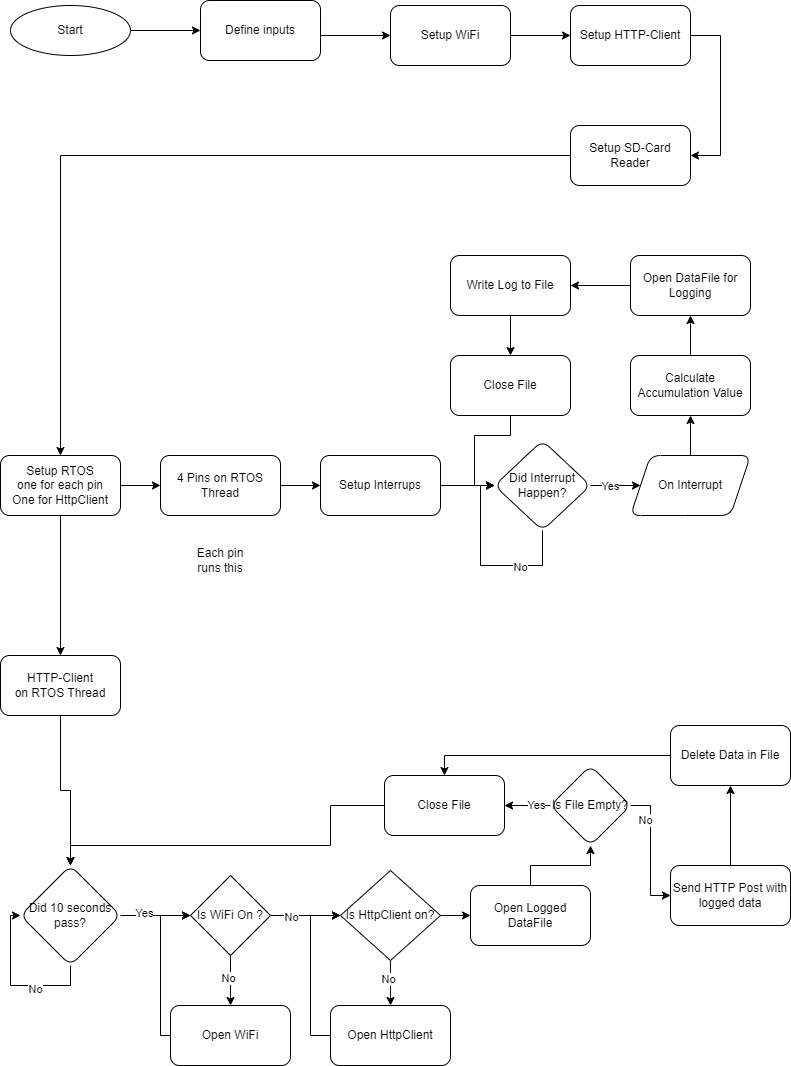 Start
Define inputs
Setup WiFi
Setup HTTP-Client
Setup SD-Card
Reader
Write Log to File
Open DataFile for
Logging
Close File
Calculate
Accumulation Value
Setup RTOS
one for each pin
One for HttpClient
4 Pins on RTOS
Thread
Setup Interrups
Did Interrupt
Happen?
Yes
On Interrupt
Each pin
runs this
No
HTTP-Client
on RTOS Thread
Delete Data in File
Close File
Yes
Is File Empty?
No
Did 10 seconds
pass?
Yes
Is WiFi On ?
No
Is HttpClient on?
Open Logged
DataFile
Send HTTP Post with
logged data
No
No
No
Open WiFi
Open HttpClient